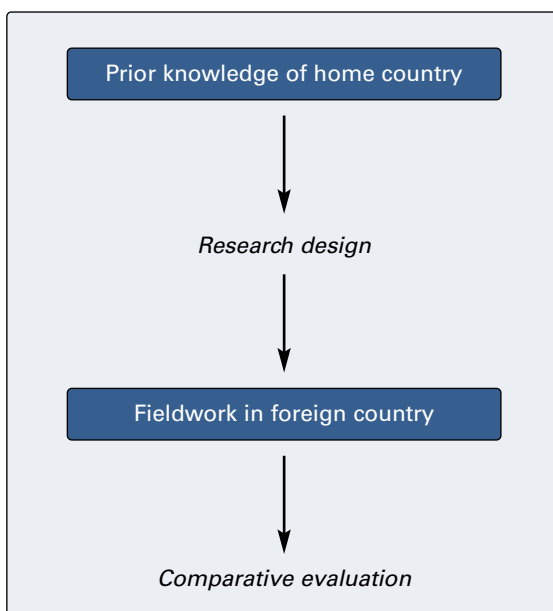 Prior knowledge of home country
Research design
Fieldwork in foreign country
Comparative evaluation